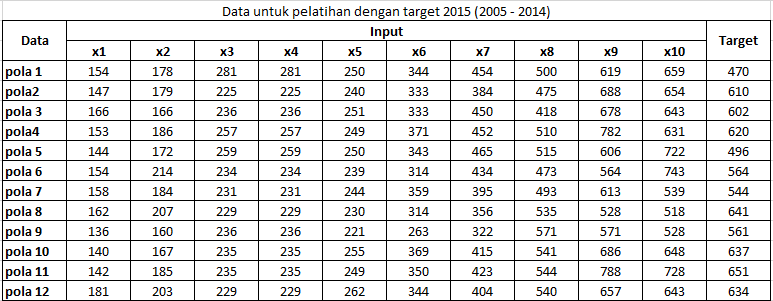 Data untuk pelatihan dengan target 2015 (2005 - 2014)
Data Input Target
x1 x2 x3 x4 x5 x6 x7 x8 x9 x10
pola 1 154 178 281 281 250 344 454 500 619 659 470
pola2 147 179 225 225 240 333 384 475 688 654 610
pola 3 166 166 236 236 251 333 450 418 678 643 602
pola4 153 186 257 257 249 371 452 510 782 631 620
pola 5 144 172 259 259 250 343 465 515 606 722 496
pola 6 154 214 234 234 239 314 434 473 564 743 564
pola 7 158 184 231 231 244 359 395 493 613 539 544
pola 8 162 207 229 229 230 314 356 535 528 518 641
pola 9 136 160 236 236 221 263 322 571 571 528 561
pola 10 140 167 235 235 255 369 415 541 686 648 637
pola 11 142 185 235 235 249 350 423 544 788 728 651
pola 12 181 203 229 229 262 344 404 540 657 643 634